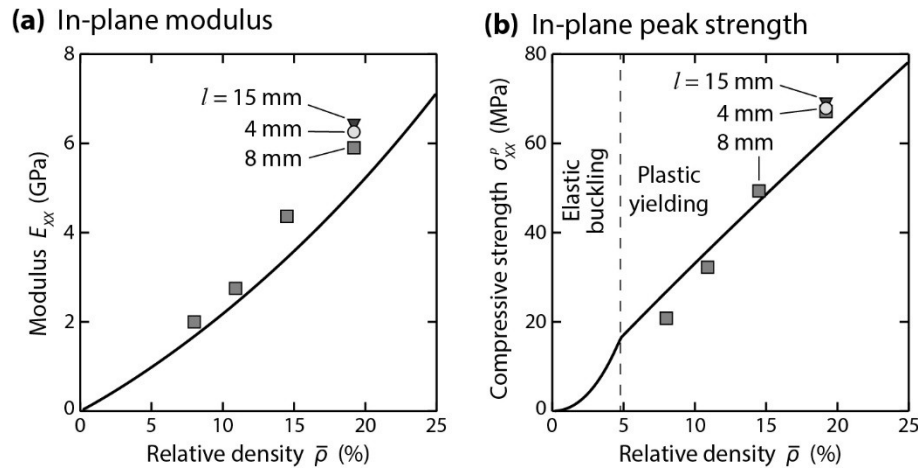 (a) In-plane modulus
8
6
4
2
0
0 5 10 15 20 25
Modulus Exx (GPa)
Relative density ρ̄ (%)
l = 15 mm
4 mm
8 mm
(b) In-plane peak strength
80
60
40
20
0
0 5 10 15 20 25
Compressive strength σᵖxx (MPa)
Relative density ρ̄ (%)
Elastic
buckling
Plastic
yielding
l = 15 mm
4 mm
8 mm